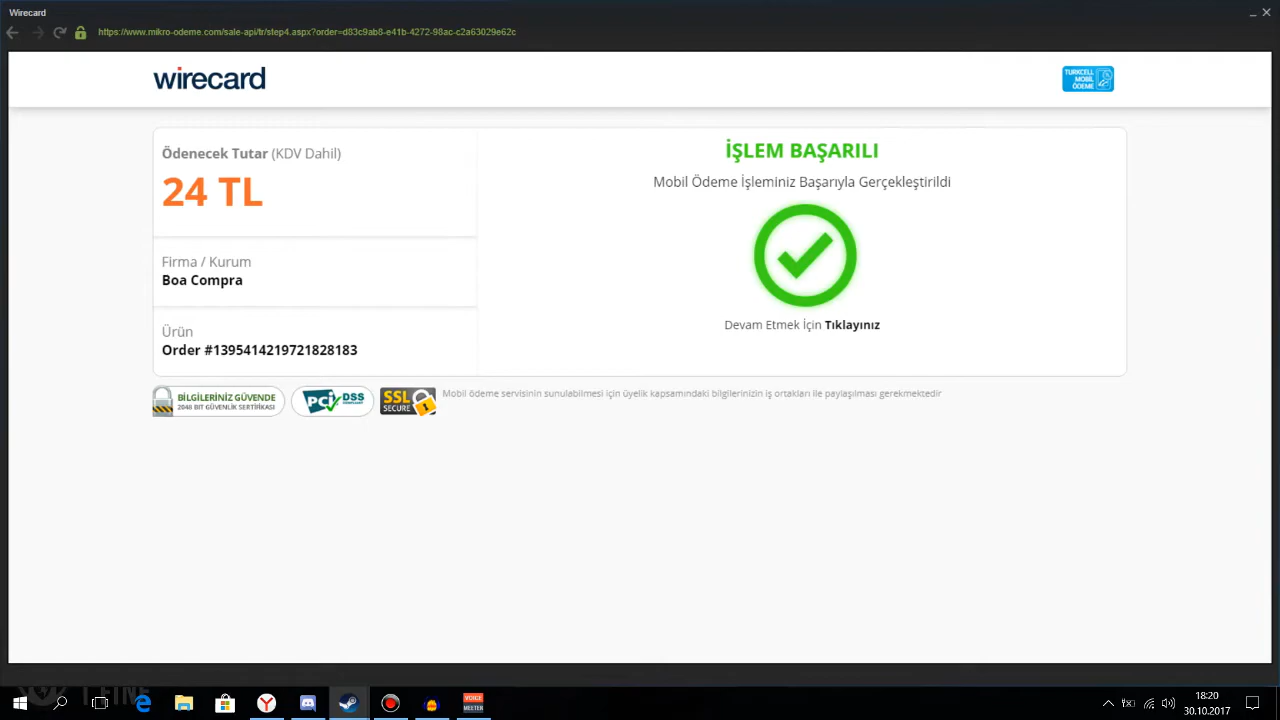 Wirecard
https://www.mikro-odeme.com/sale-api/tr/step4.aspx?order=d83c9ab8-e41b-4272-98ac-c2a63029e62c
wirecard
TURKCELL
MOBİL
ÖDEME
Ödenecek Tutar (KDV Dahil)
24 TL
Firma / Kurum
Boa Compra
Ürün
Order #1395414219721828183
İŞLEM BAŞARILI
Mobil Ödeme İşleminiz Başarıyla Gerçekleştirildi
Devam Etmek İçin Tıklayınız
BİLGİLERİNİZ GÜVENDE
2048 BIT GÜVENLİK SERTİFİKASI
PCI DSS
COMPLIANT
SSL
SECURE
Mobil ödeme servisinin sunulabilmesi için üyelik kapsamındaki bilgilerinizin iş ortakları ile paylaşılması gerekmektedir
VOICE
MEETER
18:20
30.10.2017